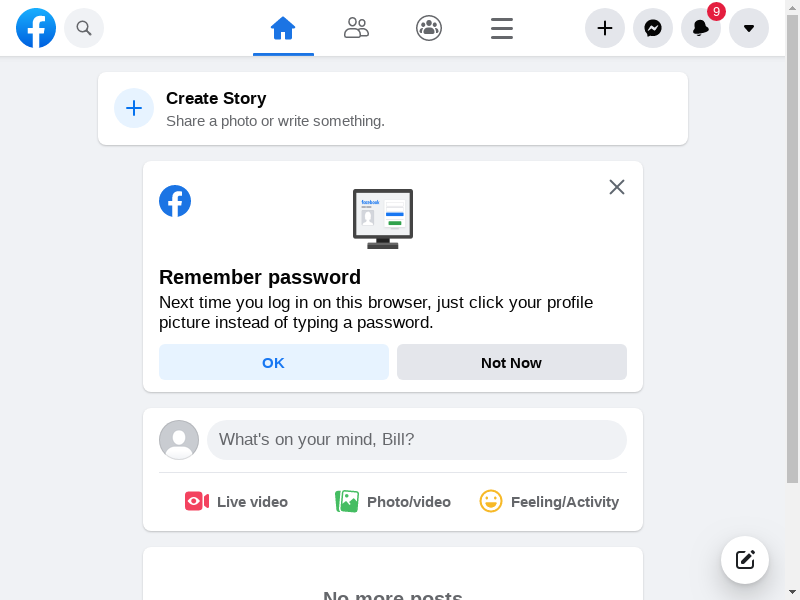 9
Create Story
Share a photo or write something.
facebook
Remember password
Next time you log in on this browser, just click your profile
picture instead of typing a password.
OK
Not Now
What's on your mind, Bill?
Live video
Photo/video
Feeling/Activity
No more posts